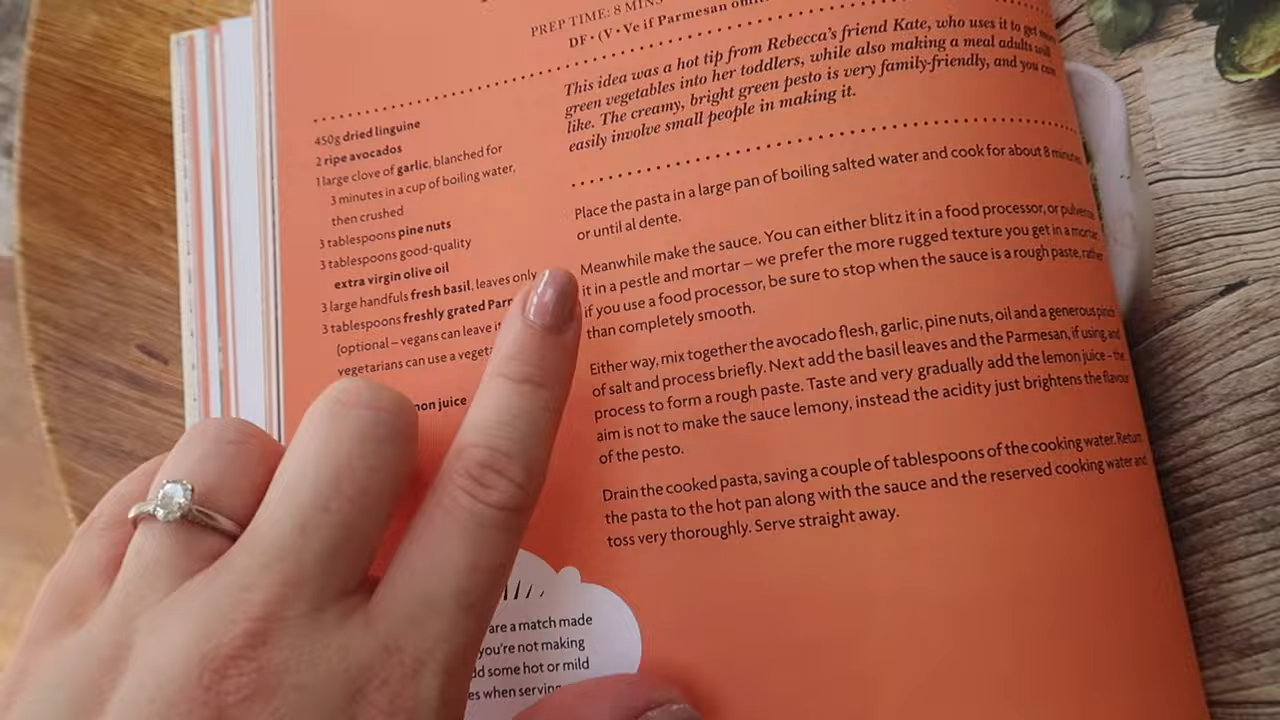 PREP TIME: 8 MINS
DF • (V • Ve if Parmesan
This idea was a hot tip from Rebecca's friend Kate, who uses it to get more
green vegetables into her toddlers, while also making a meal adults will
like. The creamy, bright green pesto is very family-friendly, and you can
easily involve small people in making it.
450g dried linguine
2 ripe avocados
1 large clove of garlic, blanched for
3 minutes in a cup of boiling water,
then crushed
3 tablespoons pine nuts
3 tablespoons good-quality
extra virgin olive oil
3 large handfuls fresh basil, leaves only
3 tablespoons freshly grated
(optional – vegans can leave
vegetarians can use a
juice
Place the pasta in a large pan of boiling salted water and cook for about 8 minutes
or until al dente.
Meanwhile make the sauce. You can either blitz it in a food processor, or pulverise
it in a pestle and mortar – we prefer the more rugged texture you get in a mortar.
if you use a food processor, be sure to stop when the sauce is a rough paste, rather
than completely smooth.
Either way, mix together the avocado flesh, garlic, pine nuts, oil and a generous pinch
of salt and process briefly. Next add the basil leaves and the Parmesan, if using, and
process to form a rough paste. Taste and very gradually add the lemon juice – the
aim is not to make the sauce lemony, instead the acidity just brightens the flavour
of the pesto.
Drain the cooked pasta, saving a couple of tablespoons of the cooking water. Return
the pasta to the hot pan along with the sauce and the reserved cooking water and
toss very thoroughly. Serve straight away.
are a match made
you're not making
some hot or mild
when serving